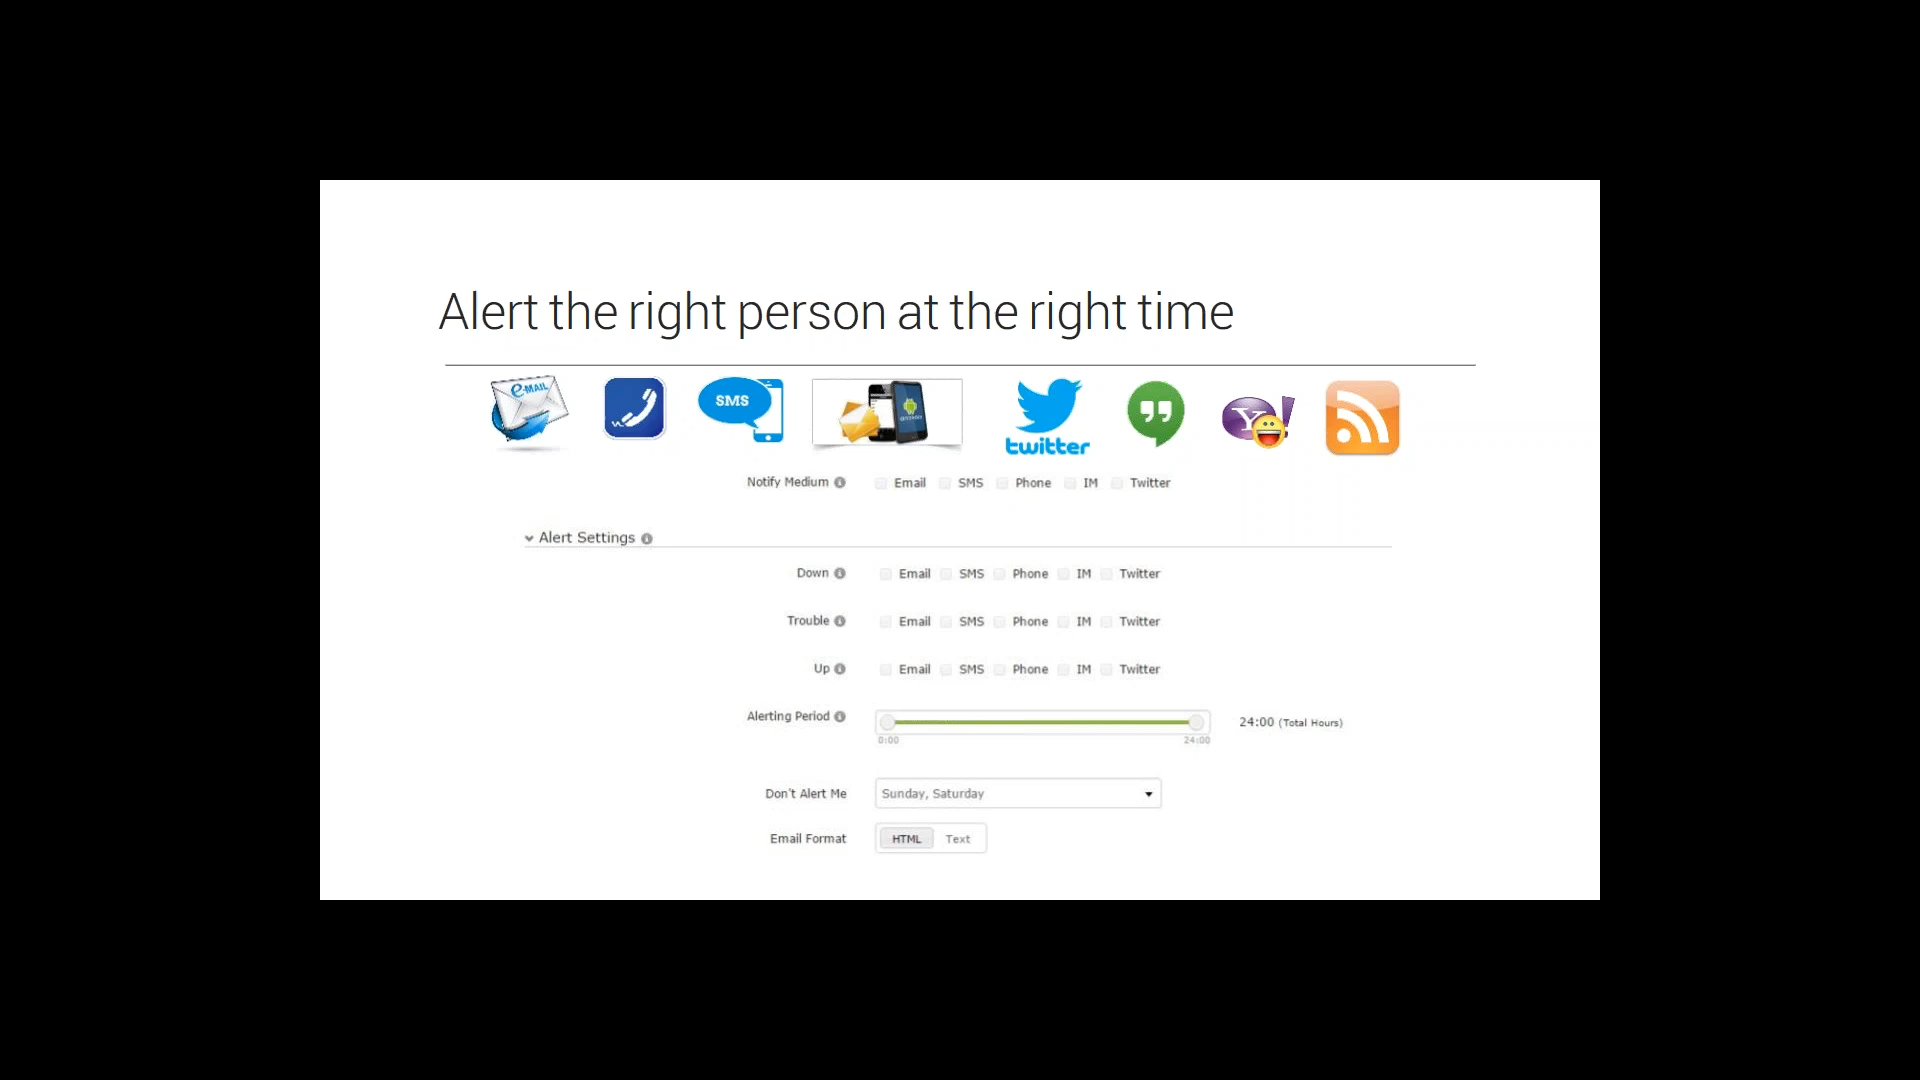 Alert the right person at the right time
e-MAIL
SMS
twitter
Y!
Notify Medium Email SMS Phone IM Twitter
Alert Settings
Down Email SMS Phone IM Twitter
Trouble Email SMS Phone IM Twitter
Up Email SMS Phone IM Twitter
Alerting Period 24:00 (Total Hours)
0:00 24:00
Don't Alert Me Sunday, Saturday
Email Format HTML Text